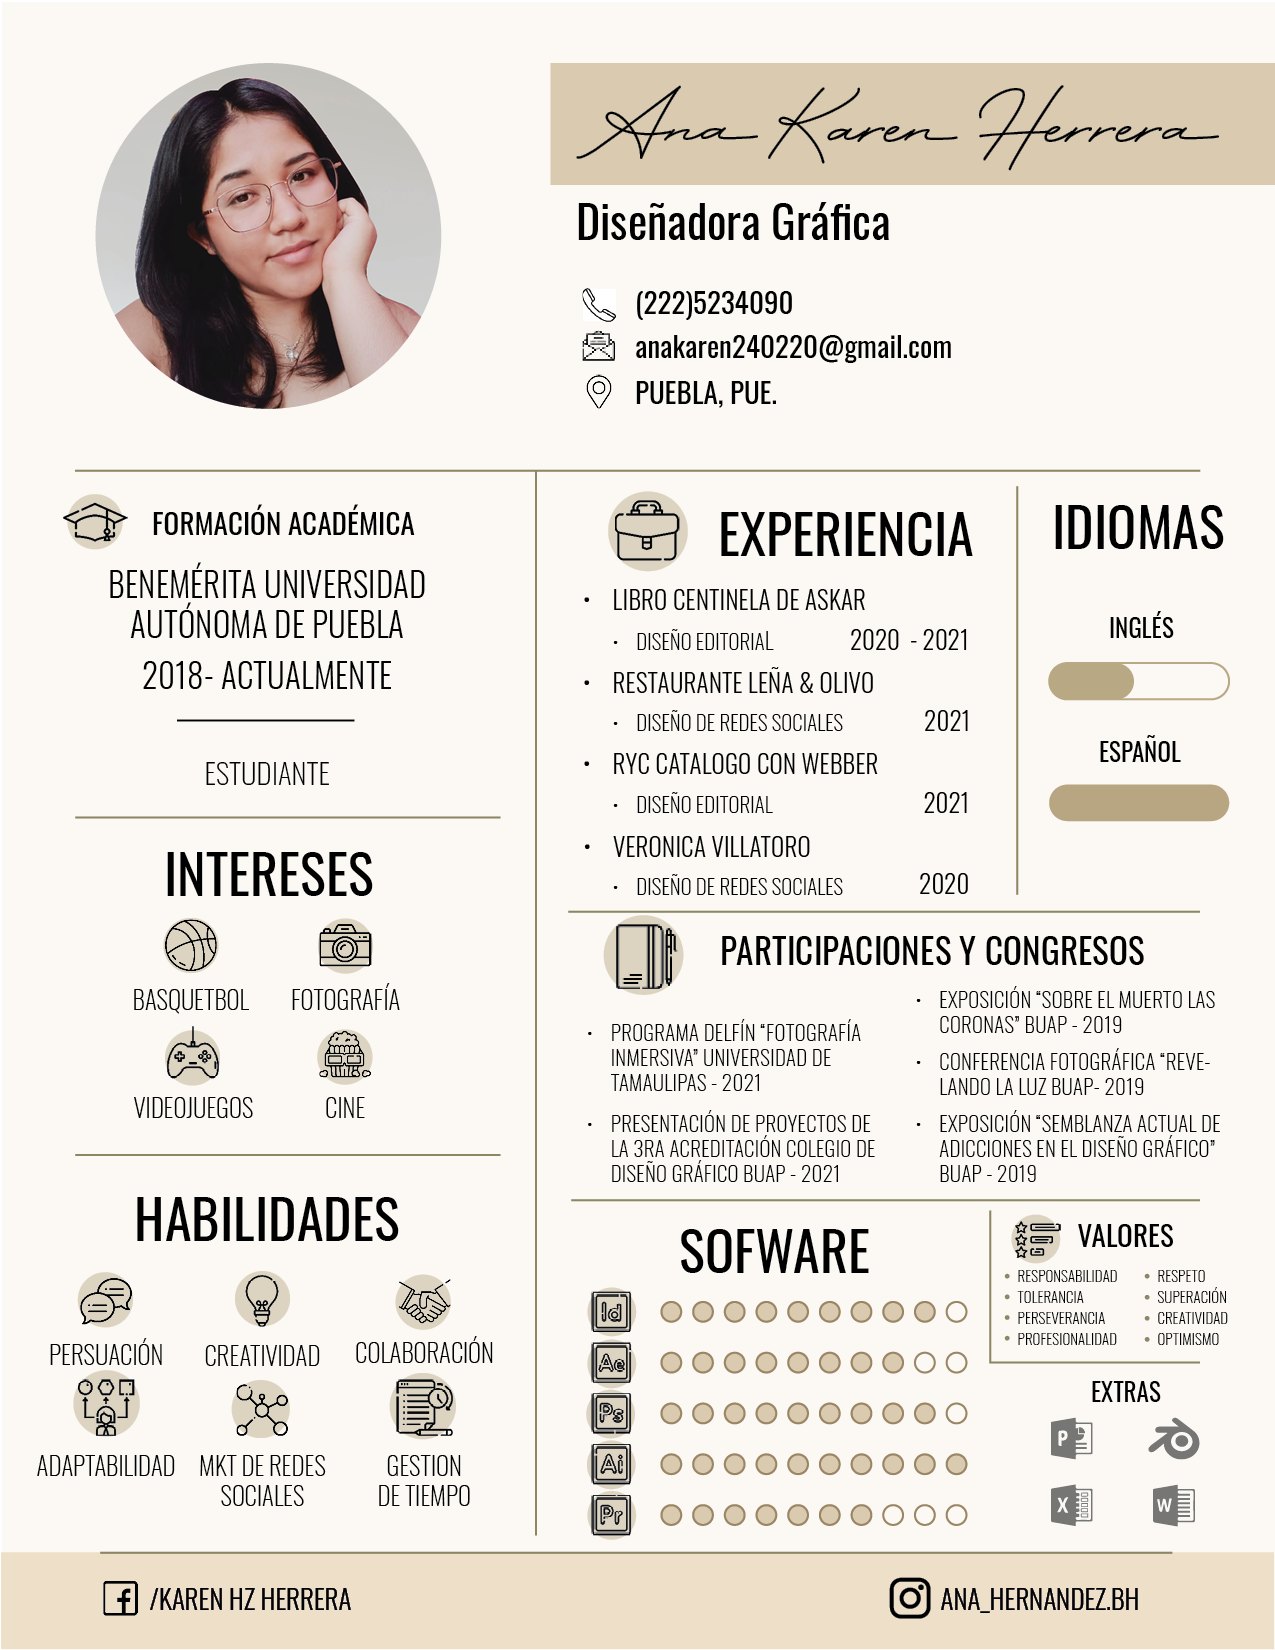 Ana Karen Herrera
Diseñadora Gráfica
(222)5234090
anakaren240220@gmail.com
PUEBLA, PUE.
FORMACIÓN ACADÉMICA
BENEMÉRITA UNIVERSIDAD
AUTÓNOMA DE PUEBLA
2018- ACTUALMENTE
ESTUDIANTE
INTERESES
BASQUETBOL
FOTOGRAFÍA
VIDEOJUEGOS
CINE
HABILIDADES
PERSUACIÓN
CREATIVIDAD
COLABORACIÓN
ADAPTABILIDAD
MKT DE REDES
SOCIALES
GESTION
DE TIEMPO
EXPERIENCIA
• LIBRO CENTINELA DE ASKAR
• DISEÑO EDITORIAL 2020 - 2021
• RESTAURANTE LEÑA & OLIVO
• DISEÑO DE REDES SOCIALES 2021
• RYC CATALOGO CON WEBBER
• DISEÑO EDITORIAL 2021
• VERONICA VILLATORO
• DISEÑO DE REDES SOCIALES 2020
IDIOMAS
INGLÉS
ESPAÑOL
PARTICIPACIONES Y CONGRESOS
• PROGRAMA DELFÍN “FOTOGRAFÍA
INMERSIVA” UNIVERSIDAD DE
TAMAULIPAS - 2021
• PRESENTACIÓN DE PROYECTOS DE
LA 3RA ACREDITACIÓN COLEGIO DE
DISEÑO GRÁFICO BUAP - 2021
• EXPOSICIÓN “SOBRE EL MUERTO LAS
CORONAS” BUAP - 2019
• CONFERENCIA FOTOGRÁFICA “REVE-
LANDO LA LUZ BUAP- 2019
• EXPOSICIÓN “SEMBLANZA ACTUAL DE
ADICCIONES EN EL DISEÑO GRÁFICO”
BUAP - 2019
SOFWARE
Id
Ae
Ps
Ai
Pr
VALORES
• RESPONSABILIDAD
• TOLERANCIA
• PERSEVERANCIA
• PROFESIONALIDAD
• RESPETO
• SUPERACIÓN
• CREATIVIDAD
• OPTIMISMO
EXTRAS
P
X
W
/KAREN HZ HERRERA
ANA_HERNANDEZ.BH